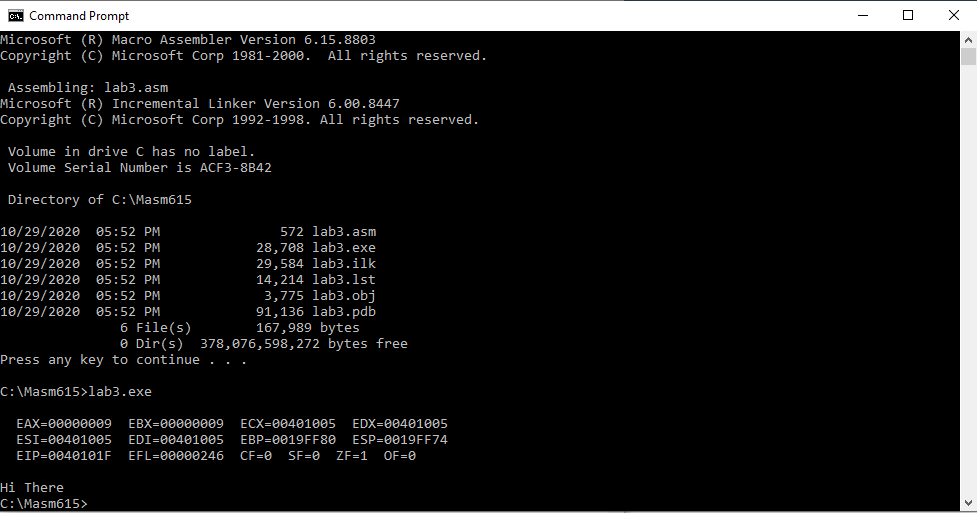 Command Prompt
Microsoft (R) Macro Assembler Version 6.15.8803
Copyright (C) Microsoft Corp 1981-2000.  All rights reserved.
 Assembling: lab3.asm
Microsoft (R) Incremental Linker Version 6.00.8447
Copyright (C) Microsoft Corp 1992-1998. All rights reserved.
 Volume in drive C has no label.
 Volume Serial Number is ACF3-8B42
 Directory of C:\Masm615
10/29/2020  05:52 PM               572 lab3.asm
10/29/2020  05:52 PM            28,708 lab3.exe
10/29/2020  05:52 PM            29,584 lab3.ilk
10/29/2020  05:52 PM            14,214 lab3.lst
10/29/2020  05:52 PM             3,775 lab3.obj
10/29/2020  05:52 PM            91,136 lab3.pdb
               6 File(s)        167,989 bytes
               0 Dir(s)  378,076,598,272 bytes free
Press any key to continue . . .
C:\Masm615>lab3.exe
  EAX=00000009  EBX=00000009  ECX=00401005  EDX=00401005
  ESI=00401005  EDI=00401005  EBP=0019FF80  ESP=0019FF74
  EIP=0040101F  EFL=00000246  CF=0  SF=0  ZF=1  OF=0
Hi There
C:\Masm615>